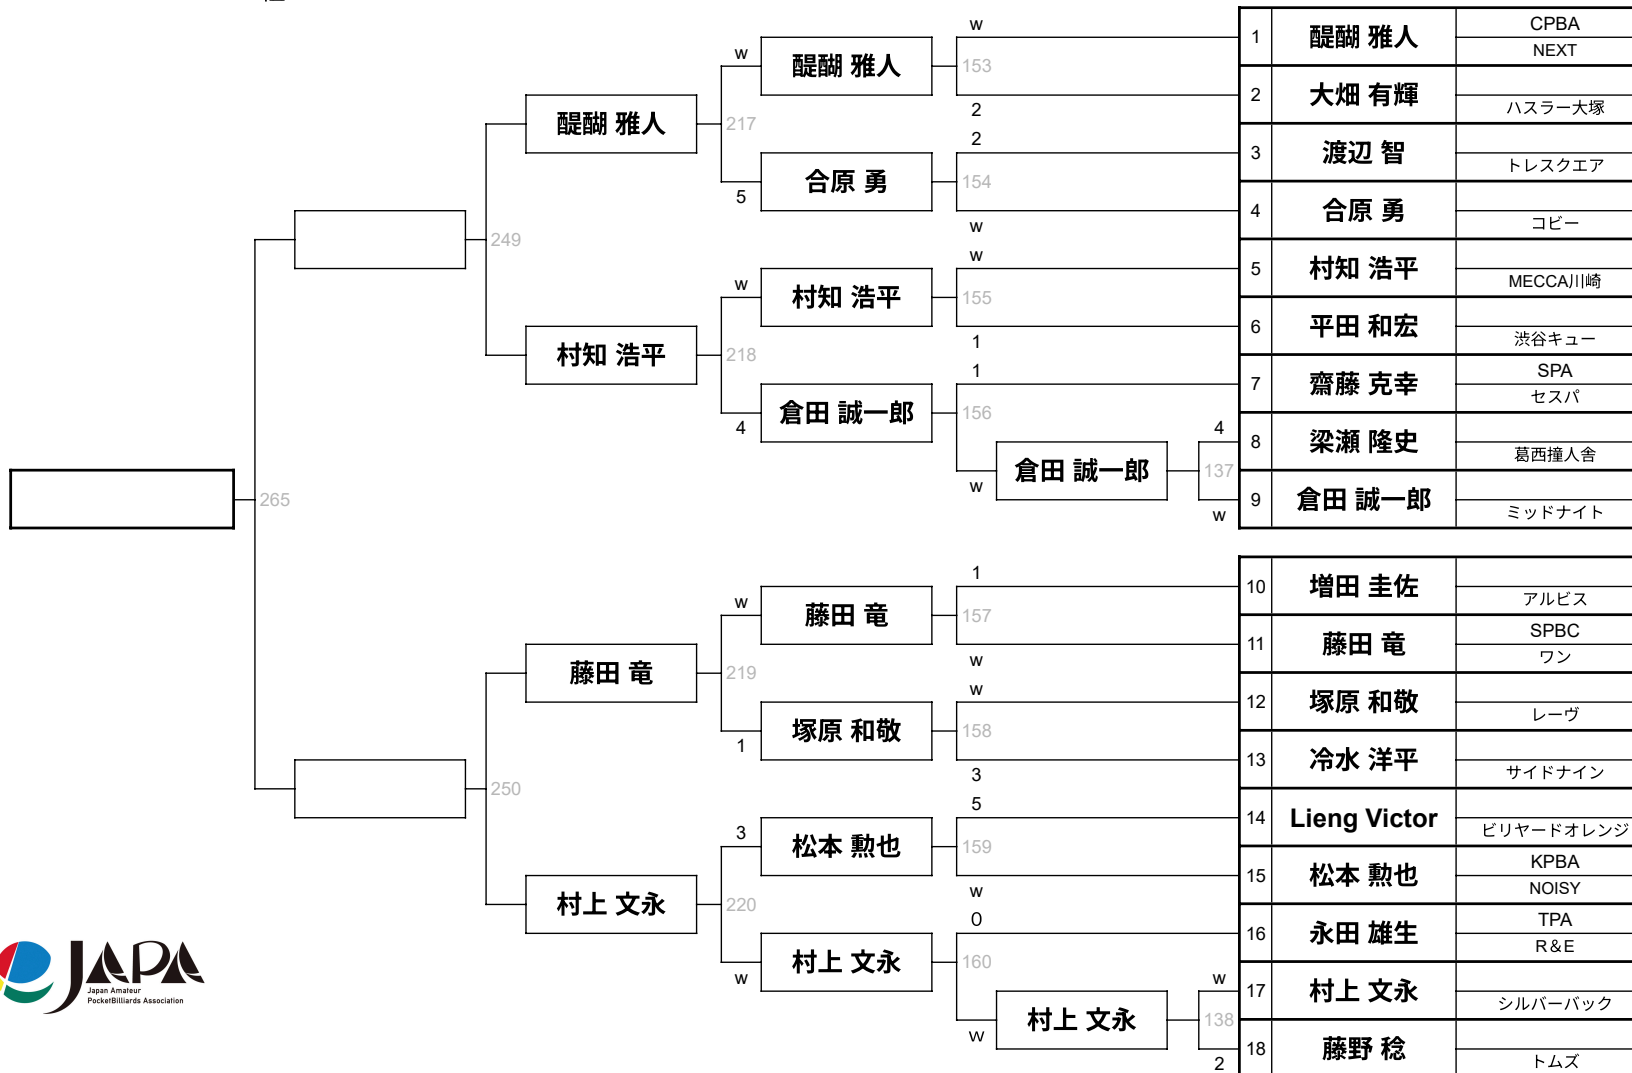 w
1 醍醐 雅人 CPBA
NEXT
w 醍醐 雅人 153
2 大畑 有輝
ハスラー大塚
2
醍醐 雅人 217
2
3 渡辺 智
トレスクエア
合原 勇 154
5
4 合原 勇
コビー
w
249
w
5 村知 浩平
MECCA川崎
w 村知 浩平 155
6 平田 和宏
渋谷キュー
1
村知 浩平 218
1
7 齋藤 克幸 SPA
セスパ
倉田 誠一郎 156
4
4
8 梁瀬 隆史
葛西撞人舎
倉田 誠一郎 137
w
9 倉田 誠一郎
ミッドナイト
w
265
1
10 増田 圭佐
アルビス
w 藤田 竜 157
11 藤田 竜 SPBC
ワン
w
藤田 竜 219
w
12 塚原 和敬
レーヴ
塚原 和敬 158
1
13 冷水 洋平
サイドナイン
3
250
5
14 Lieng Victor
ビリヤードオレンジ
3 松本 勲也 159
15 松本 勲也 KPBA
NOISY
w
村上 文永 220
0
16 永田 雄生 TPA
R＆E
村上 文永 160
w
w
17 村上 文永
シルバーバック
村上 文永 138
w
18 藤野 稔
トムズ
2
JAPA
Japan Amateur
PocketBilliards Association